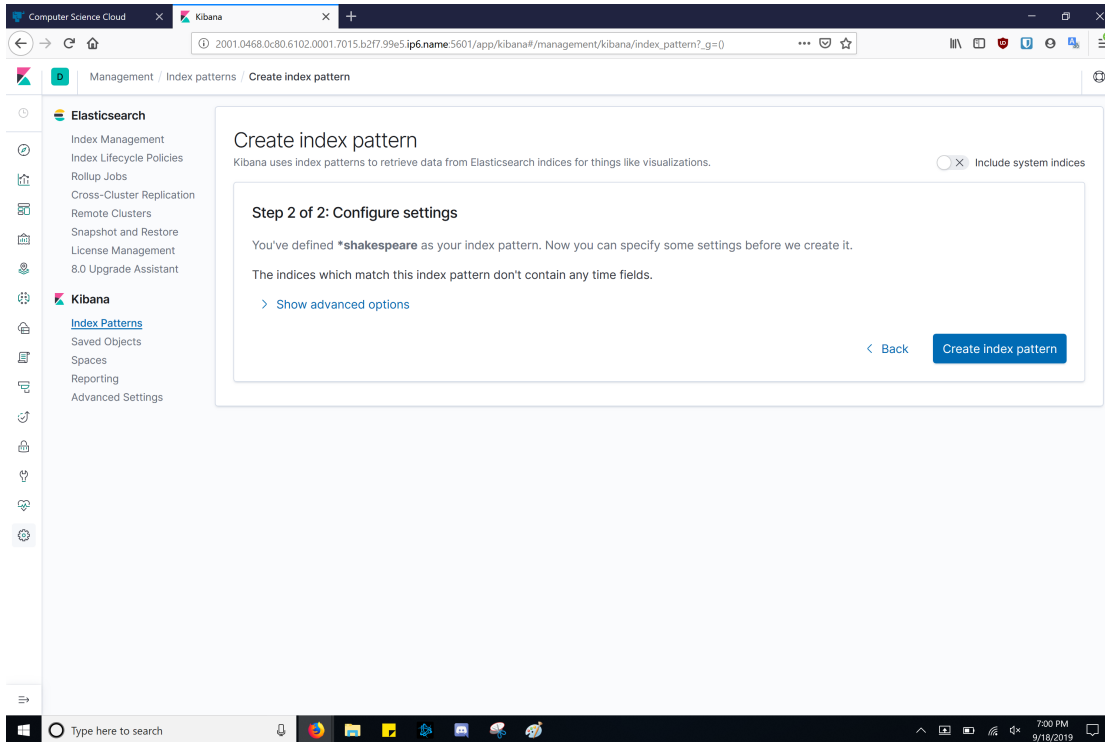 Computer Science Cloud
Kibana
2001.0468.0c80.6102.0001.7015.b2f7.99e5.ip6.name:5601/app/kibana#/management/kibana/index_pattern?_g=()
D
Management / Index patterns / Create index pattern
Elasticsearch
Index Management
Index Lifecycle Policies
Rollup Jobs
Cross-Cluster Replication
Remote Clusters
Snapshot and Restore
License Management
8.0 Upgrade Assistant
Kibana
Index Patterns
Saved Objects
Spaces
Reporting
Advanced Settings
Create index pattern
Kibana uses index patterns to retrieve data from Elasticsearch indices for things like visualizations.
Include system indices
Step 2 of 2: Configure settings
You've defined *shakespeare as your index pattern. Now you can specify some settings before we create it.
The indices which match this index pattern don't contain any time fields.
Show advanced options
Back
Create index pattern
Type here to search
7:00 PM
9/18/2019